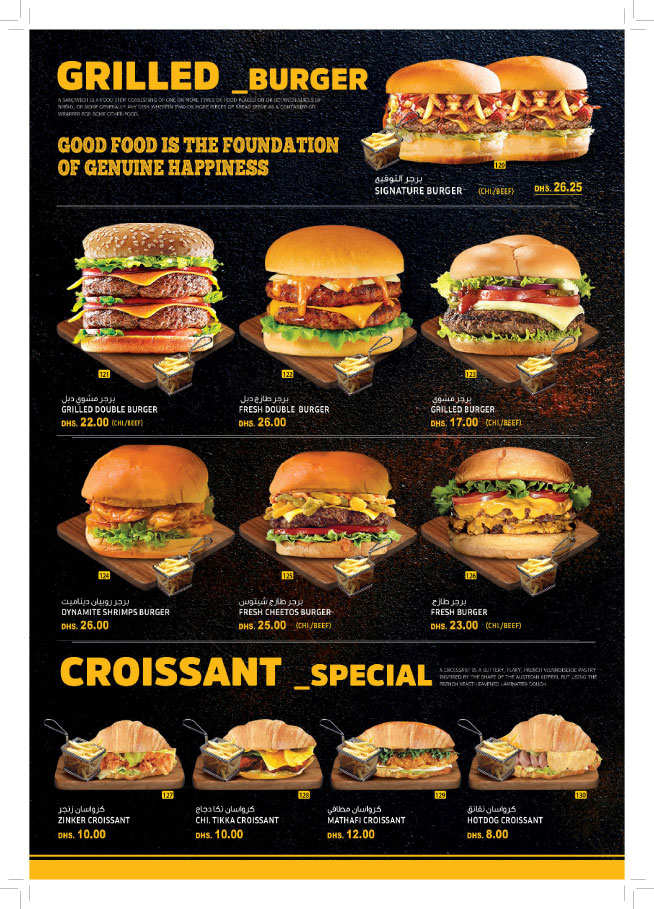 GRILLED _BURGER
A SANDWICH IS A FOOD ITEM CONSISTING OF ONE OR MORE TYPES OF FOOD PLACED ON OR BETWEEN SLICES OF
BREAD, OR MORE GENERALLY ANY DISH WHEREIN TWO OR MORE PIECES OF BREAD SERVE AS A CONTAINER OR
WRAPPER FOR SOME OTHER FOOD.
GOOD FOOD IS THE FOUNDATION
OF GENUINE HAPPINESS
120
برجر التوقيع
SIGNATURE BURGER (CHI./BEEF) DHS. 26.25
121
برجر مشوي دبل
GRILLED DOUBLE BURGER
DHS. 22.00 (CHI./BEEF)
122
برجر طازج دبل
FRESH DOUBLE BURGER
DHS. 26.00
123
برجر مشوي
GRILLED BURGER
DHS. 17.00 (CHI./BEEF)
124
برجر روبيان ديناميت
DYNAMITE SHRIMPS BURGER
DHS. 26.00
125
برجر طازج شيتوس
FRESH CHEETOS BURGER
DHS. 25.00 (CHI./BEEF)
126
برجر طازج
FRESH BURGER
DHS. 23.00 (CHI./BEEF)
CROISSANT _SPECIAL
A CROISSANT IS A BUTTERY, FLAKY, FRENCH VIENNOISERIE PASTRY
INSPIRED BY THE SHAPE OF THE AUSTRIAN KIPFERL BUT USING THE
FRENCH YEAST-LEAVENED LAMINATED DOUGH.
127
كرواسان زنجر
ZINKER CROISSANT
DHS. 10.00
128
كرواسان تكا دجاج
CHI. TIKKA CROISSANT
DHS. 10.00
129
كرواسان مطافي
MATHAFI CROISSANT
DHS. 12.00
130
كرواسان نقانق
HOTDOG CROISSANT
DHS. 8.00